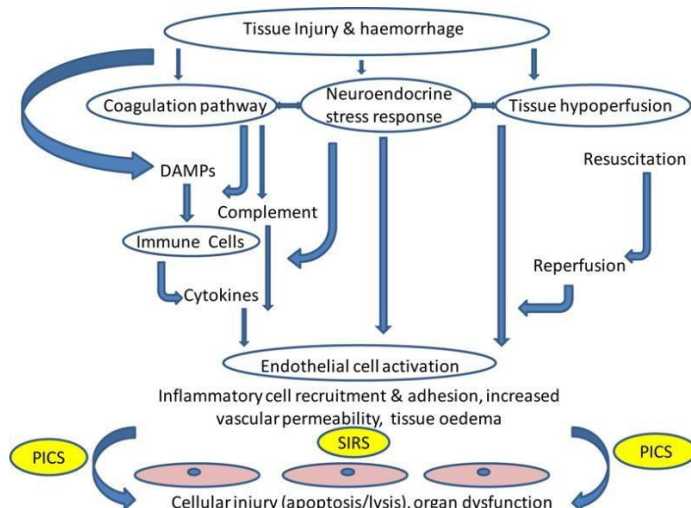 Tissue Injury & haemorrhage
Coagulation pathway
Neuroendocrine
stress response
Tissue hypoperfusion
Resuscitation
DAMPs
Complement
Immune Cells
Reperfusion
Cytokines
Endothelial cell activation
Inflammatory cell recruitment & adhesion, increased
vascular permeability, tissue oedema
SIRS
PICS
PICS
Cellular injury (apoptosis/lysis), organ dysfunction